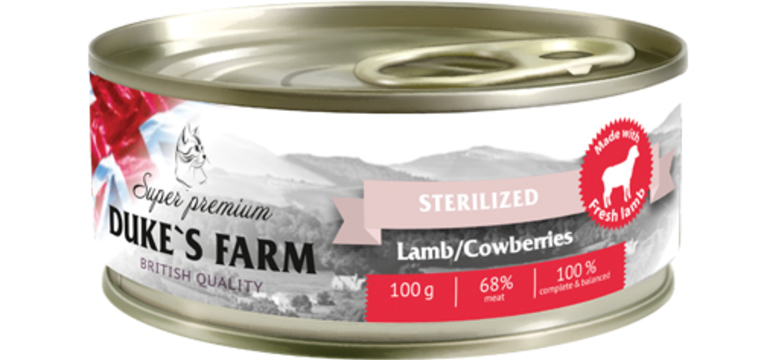 Super premium
DUKE`S FARM
BRITISH QUALITY
STERILIZED
Made with
Fresh lamb
Lamb/Cowberries
100 g
68%
meat
100 %
complete & balanced